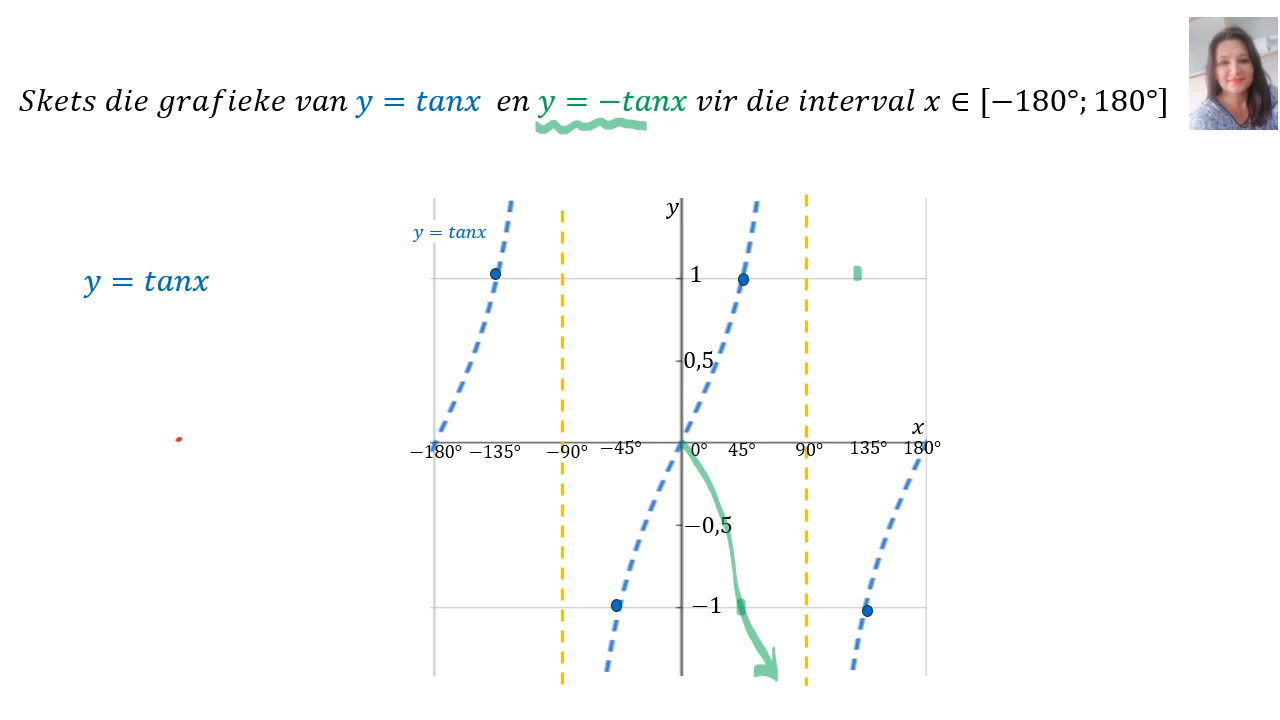 Skets die grafieke van y = tanx en y = −tanx vir die interval x ∈ [−180°; 180°]
y
y = tanx
1
y = tanx
0,5
x
−180° −135° −90° −45° 0° 45° 90° 135° 180°
−0,5
−1